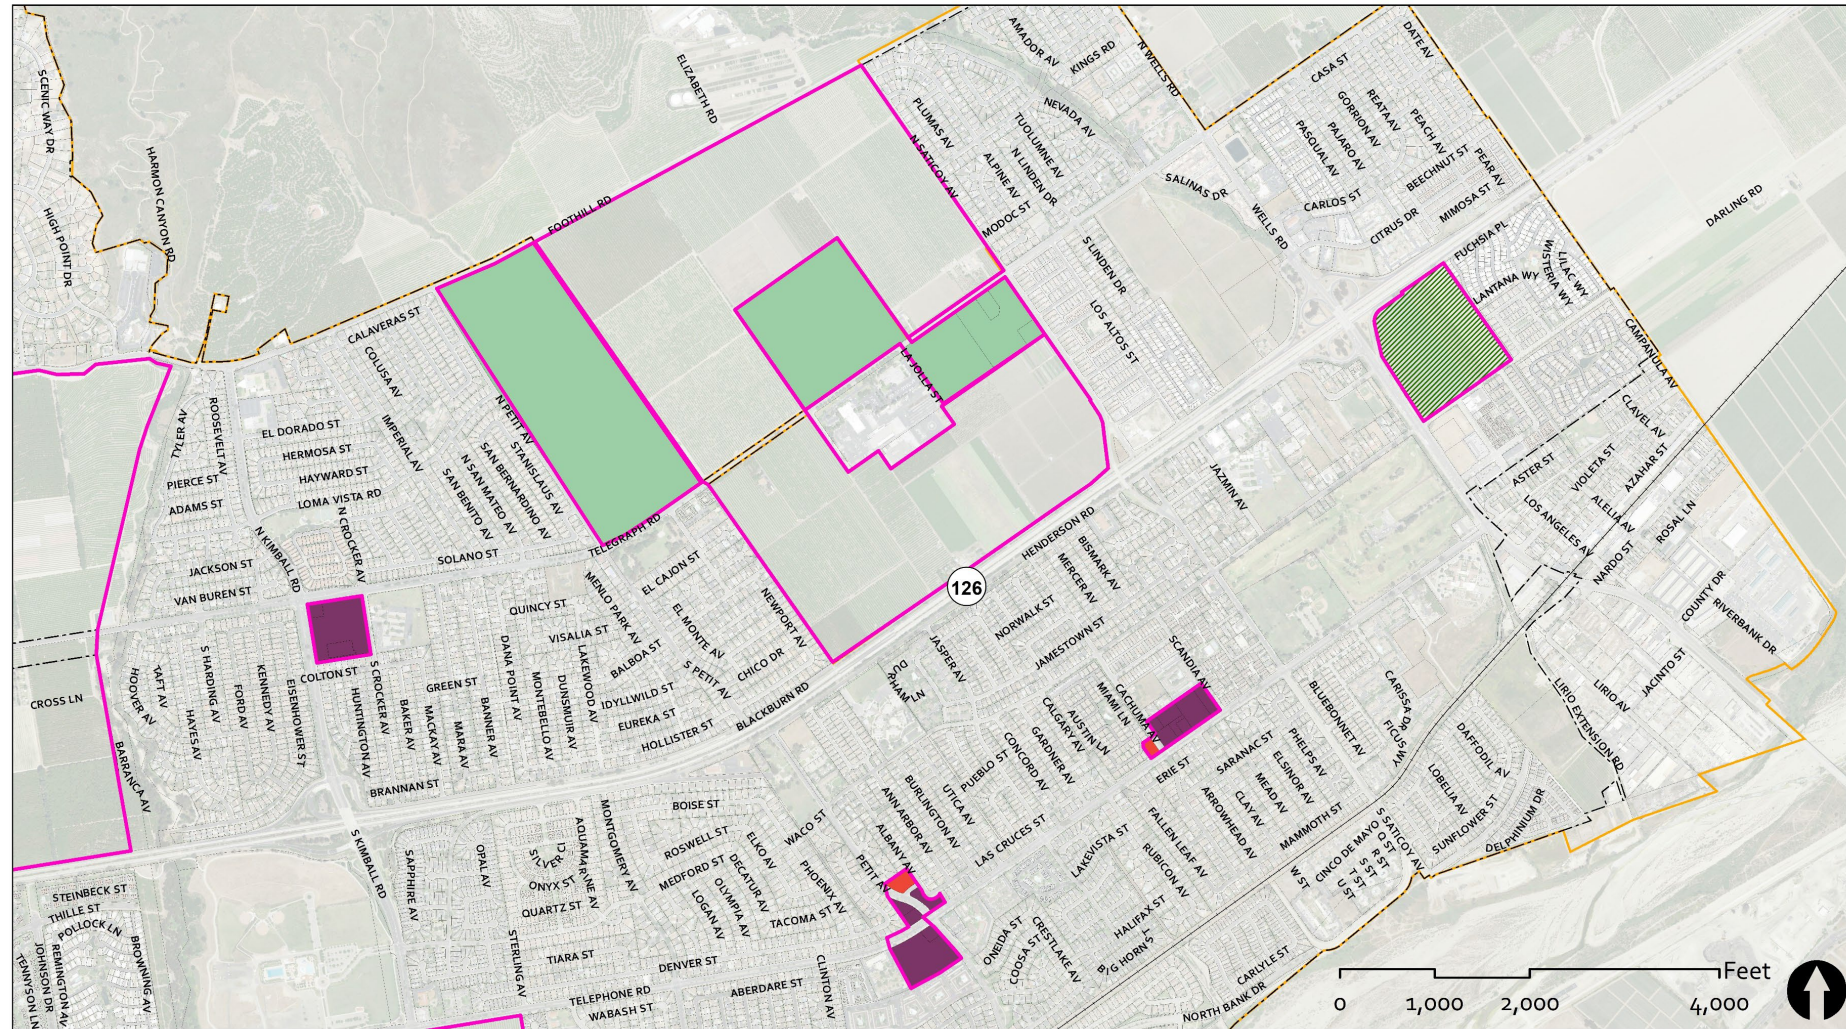 SCENIC WAY DR
HIGH POINT DR
HARMON CANYON RD
ELIZABETH RD
FOOTHILL RD
AMADOR AV
KINGS RD
N WELLS RD
PLUMAS AV
NEVADA AV
TUOLUMNE AV
N LINDEN DR
ALPINE AV
N SATICOY AV
MODOC ST
SALINAS DR
WELLS RD
CASA ST
DATE AV
GORRION AV
REATA AV
PEACH AV
PASQUAL AV
PAJARO AV
BEECHNUT ST
PEAR AV
CARLOS ST
CITRUS DR
MIMOSA ST
FUCHSIA PL
DARLING RD
LILAC WY
WISTERIA WY
LANTANA WY
CAMPANULA AV
S LINDEN DR
LOS ALTOS ST
LA JOLLA ST
CALAVERAS ST
COLUSA AV
TYLER AV
ROOSEVELT AV
EL DORADO ST
HERMOSA ST
HAYWARD ST
LOMA VISTA RD
PIERCE ST
ADAMS ST
IMPERIAL AV
N PETIT AV
STANISLAUS AV
SAN BERNARDINO AV
N SAN MATEO AV
SAN BENITO AV
N CROCKER AV
N KIMBALL RD
JACKSON ST
VAN BUREN ST
SOLANO ST
TELEGRAPH RD
CLAVEL AV
ASTER ST
VIOLETA ST
AZAHAR ST
ALELIA AV
LOS ANGELES AV
ROSAL LN
NARDO ST
COUNTY DR
RIVERBANK DR
JAZMIN AV
HENDERSON RD
BISMARK AV
MERCER AV
126
NORWALK ST
JAMESTOWN ST
EL CAJON ST
MENLO PARK AV
QUINCY ST
VISALIA ST
EL MONTE AV
NEWPORT AV
BALBOA ST
CHICO DR
S PETIT AV
IDYLLWILD ST
EUREKA ST
HOLLISTER ST
BLACKBURN RD
DURHAM LN
JASPER AV
SCANDIA AV
CACHUMA AV
MIAMI LN
AUSTIN LN
CALGARY AV
GARDNER AV
CONCORD AV
PUEBLO ST
ERIE ST
SARANAC ST
BLUEBONNET AV
CARISSA DR
FICUS WY
PHELPS AV
ELSINOR AV
MEAD AV
CLAY AV
ARROWHEAD AV
MAMMOTH ST
DAFFODIL AV
LOBELIA AV
SUNFLOWER ST
DELPHINIUM DR
LIRIO EXTENSION RD
LIRIO AV
JACINTO ST
CROSS LN
HOOVER AV
TAFT AV
HAYES AV
S HARDING AV
FORD AV
KENNEDY AV
EISENHOWER ST
COLTON ST
HUNTINGTON AV
S CROCKER AV
BAKER AV
GREEN ST
MACKAY AV
MARA AV
BANNER AV
DANA POINT AV
MONTEBELLO AV
DUNSMUIR AV
LAKEWOOD AV
BARRANCA AV
BRANNAN ST
S KIMBALL RD
SAPPHIRE AV
OPAL AV
SILVER
ONYX ST
QUARTZ ST
AQUAMARINE AV
MONTGOMERY AV
BOISE ST
ROSWELL ST
MEDFORD ST
ELKO AV
DECATUR AV
OLYMPIA AV
LOGAN AV
WACO ST
PHOENIX AV
TACOMA ST
PETIT AV
ALBANY AV
ANN ARBOR AV
BURLINGTON AV
UTICA AV
LAS CRUCES ST
LAKEVISTA ST
FALLEN LEAF AV
RUBICON AV
HALIFAX ST
ONEIDA ST
COOSA ST
CRESTLAKE AV
CARLYLE ST
NORTH BANK DR
W ST
CINCO DE MAYO
S SATICOY AV
Q ST
R ST
S ST
T ST
U ST
STEINBECK ST
THILLE ST
POLLOCK LN
BROWNING AV
REMINGTON AV
JOHNSON DR
TENNYSON LN
STERLING AV
TIARA ST
DENVER ST
TELEPHONE RD
WABASH ST
ABERDARE ST
CLINTON AV
Feet
0 1,000 2,000 4,000